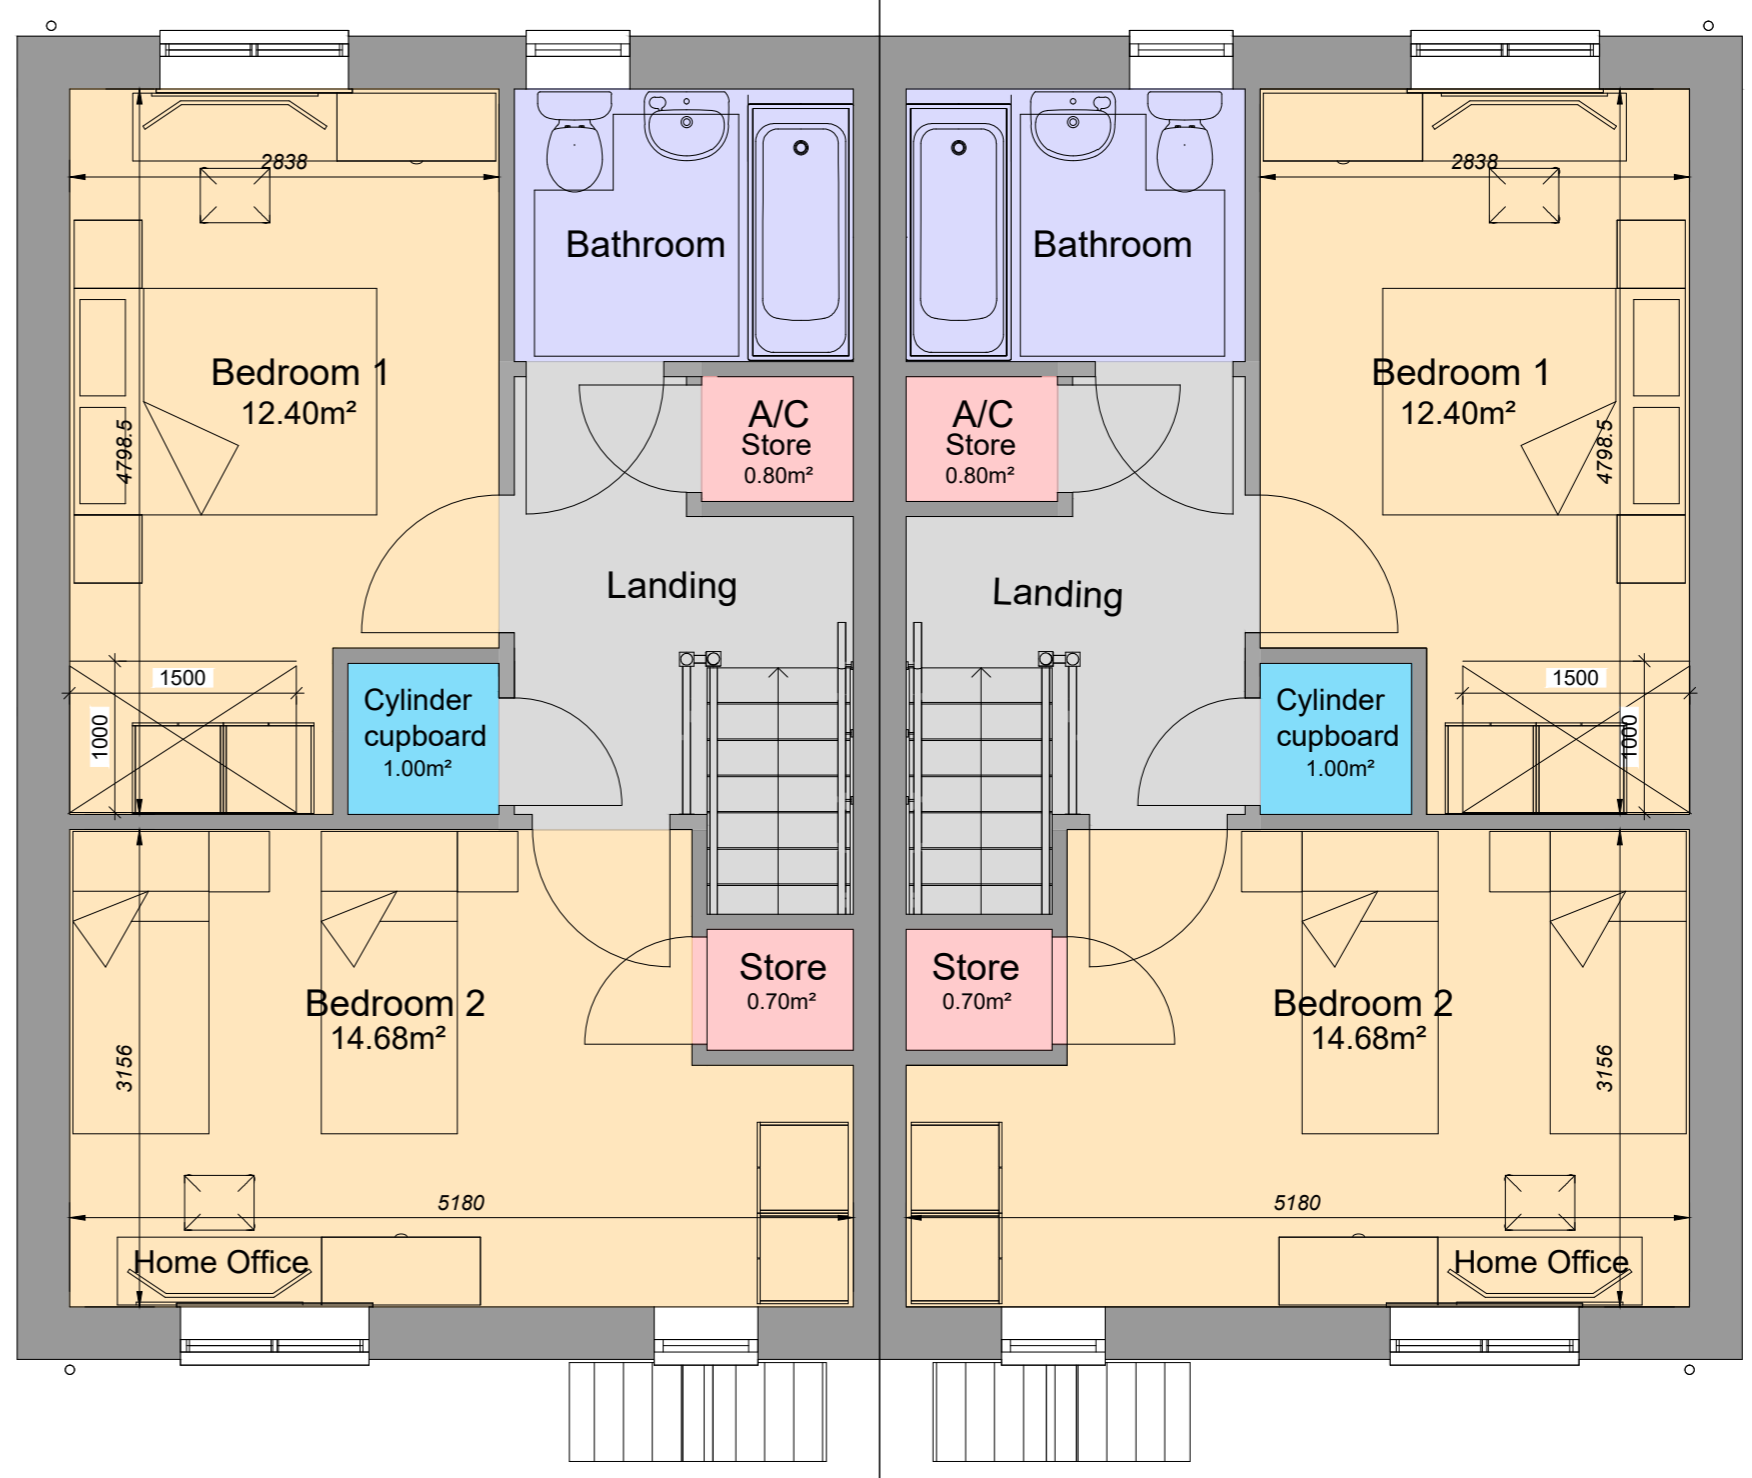 2838
2838
Bathroom
Bathroom
Bedroom 1
12.40m²
4798.5
A/C
Store
0.80m²
A/C
Store
0.80m²
Bedroom 1
12.40m²
4798.5
Landing
Landing
1500
1000
Cylinder
cupboard
1.00m²
Cylinder
cupboard
1.00m²
1500
1000
Bedroom 2
14.68m²
3156
Store
0.70m²
Store
0.70m²
Bedroom 2
14.68m²
3156
5180
5180
Home Office
Home Office